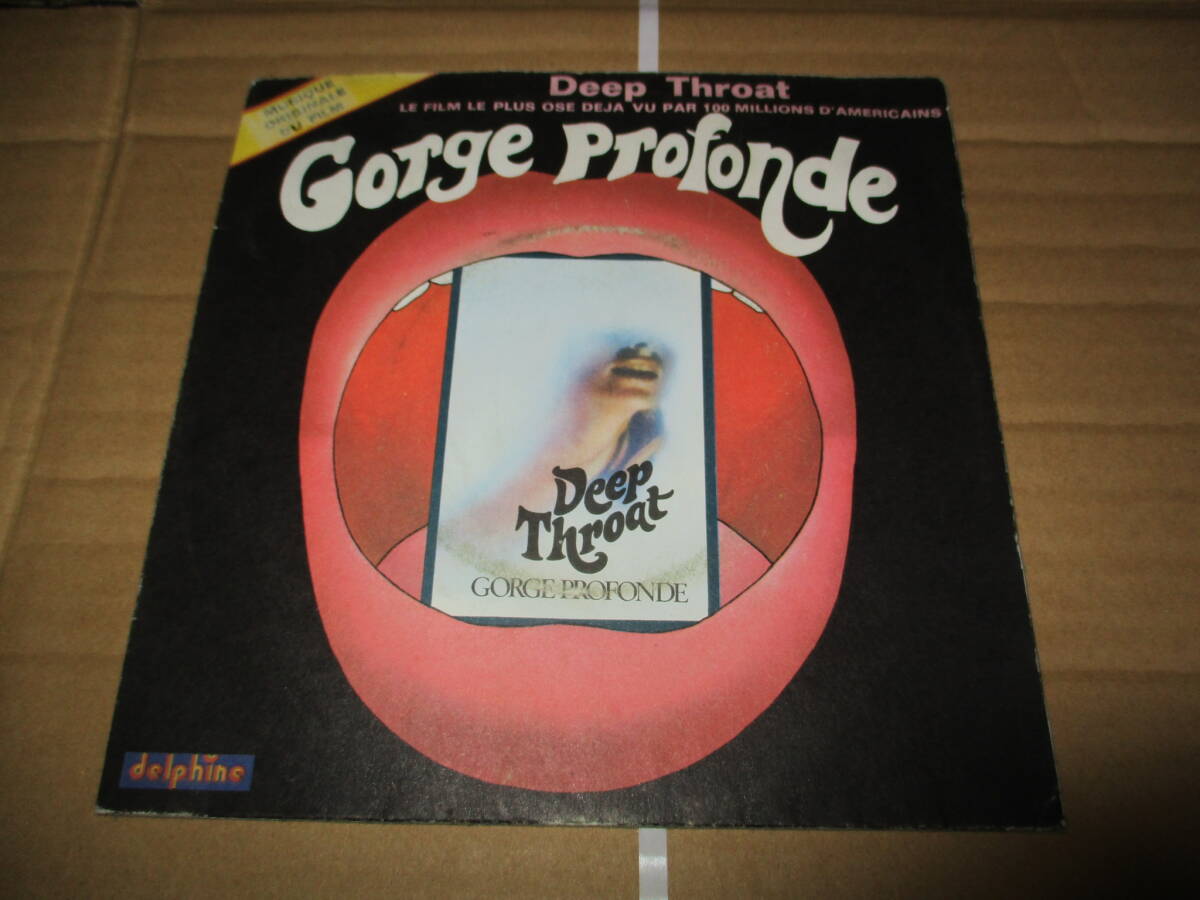 MUSIQUE
ORIGINALE
DU FILM
Deep Throat
LE FILM LE PLUS OSE DEJA VU PAR 100 MILLIONS D'AMERICAINS
Gorge Profonde
Deep
Throat
GORGE PROFONDE
delphine